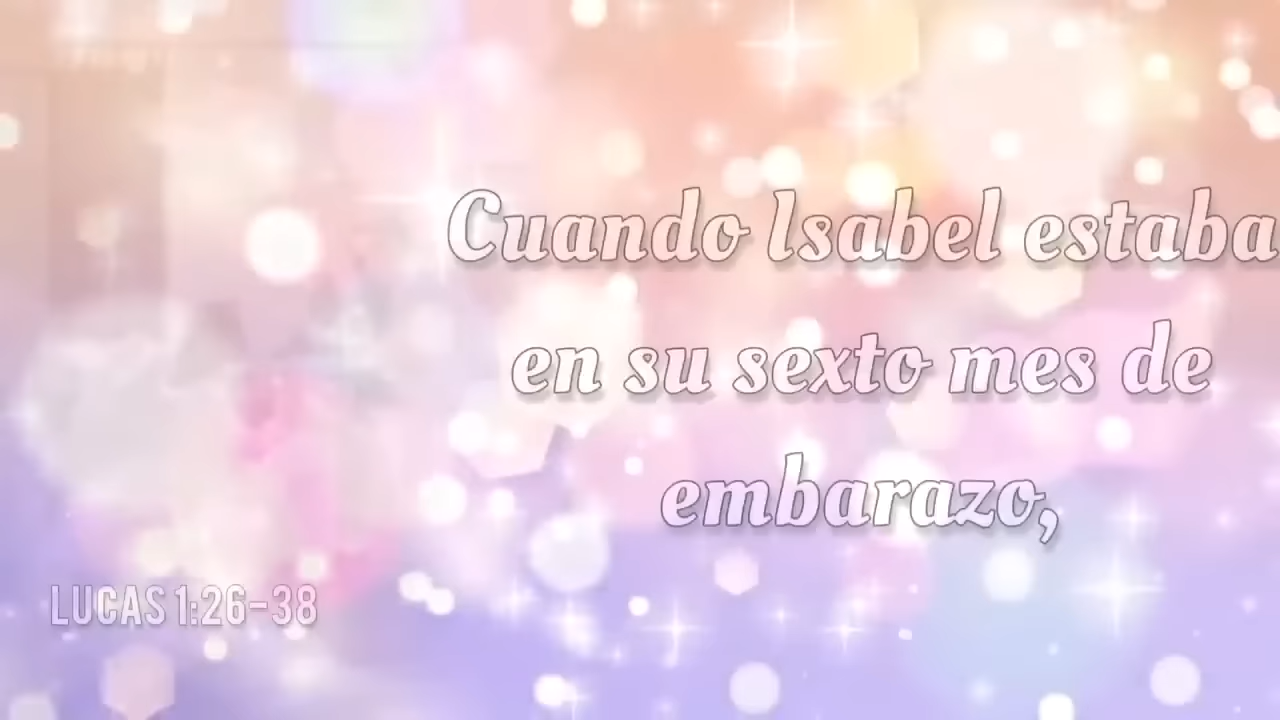 Cuando Isabel estaba
en su sexto mes de
embarazo,
LUCAS 1:26-38